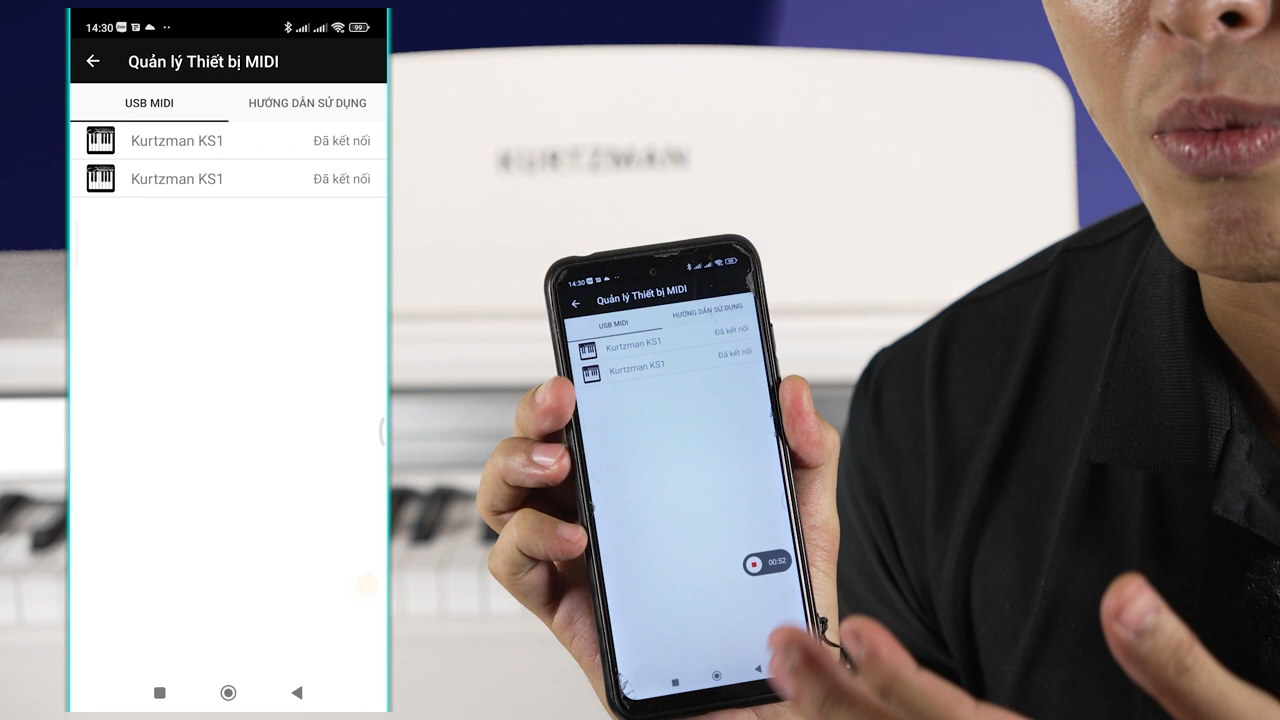 14:30
99
Quản lý Thiết bị MIDI
USB MIDI HƯỚNG DẪN SỬ DỤNG
Kurtzman KS1 Đã kết nối
Kurtzman KS1 Đã kết nối
KURTZMAN
14:30
Quản lý Thiết bị MIDI
USB MIDI HƯỚNG DẪN SỬ DỤNG
Kurtzman KS1 Đã kết nối
Kurtzman KS1 Đã kết nối
00:52